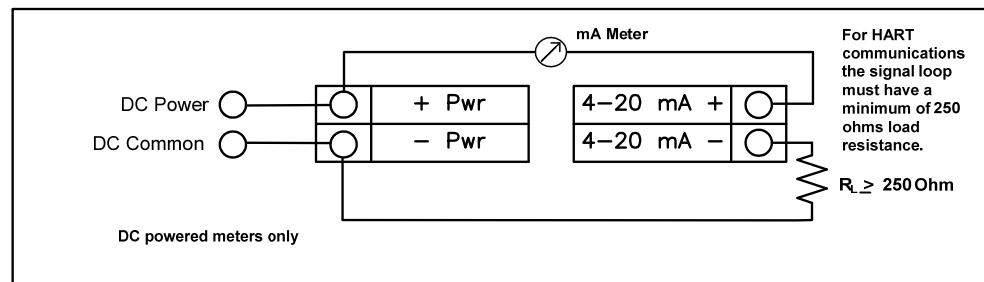 mA Meter
For HART
communications
the signal loop
must have a
minimum of 250
ohms load
resistance.
DC Power
+ Pwr
4-20 mA +
DC Common
- Pwr
4-20 mA -
R_L ≥ 250 Ohm
DC powered meters only